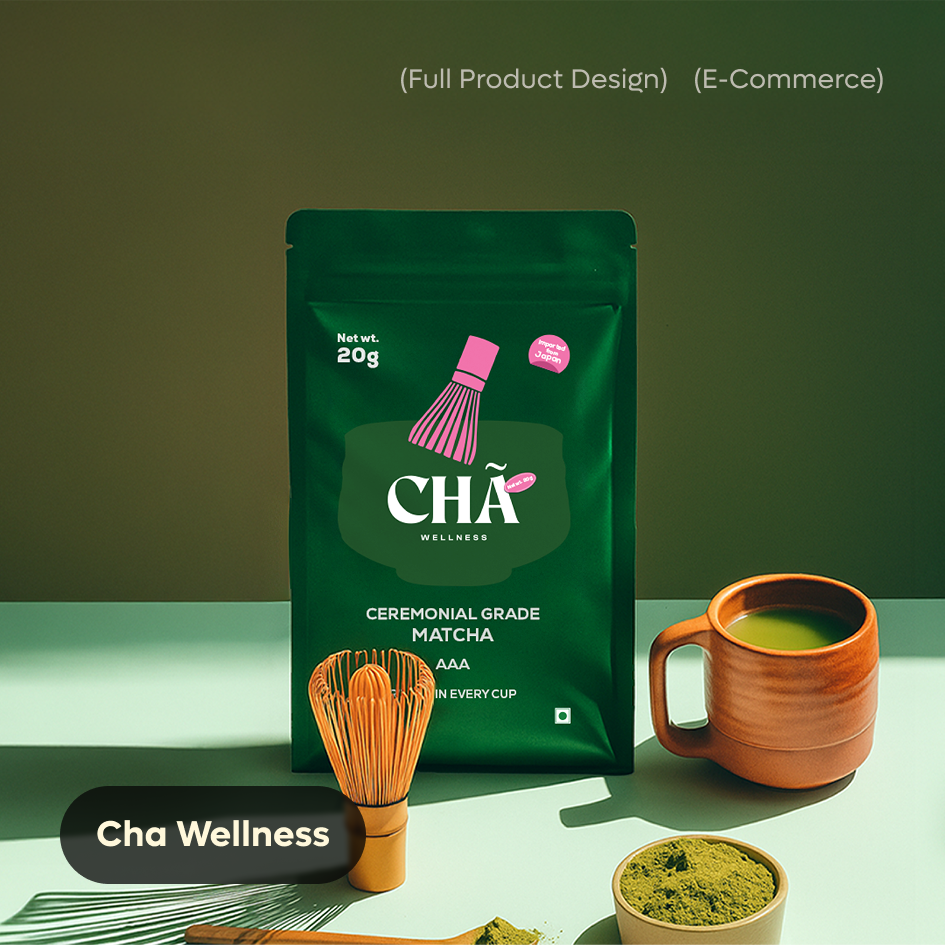 (Full Product Design) (E-Commerce)
Net wt.
20g
Imported
from
Japan
CHÃ
WELLNESS
CEREMONIAL GRADE
MATCHA
AAA
IN EVERY CUP
Cha Wellness